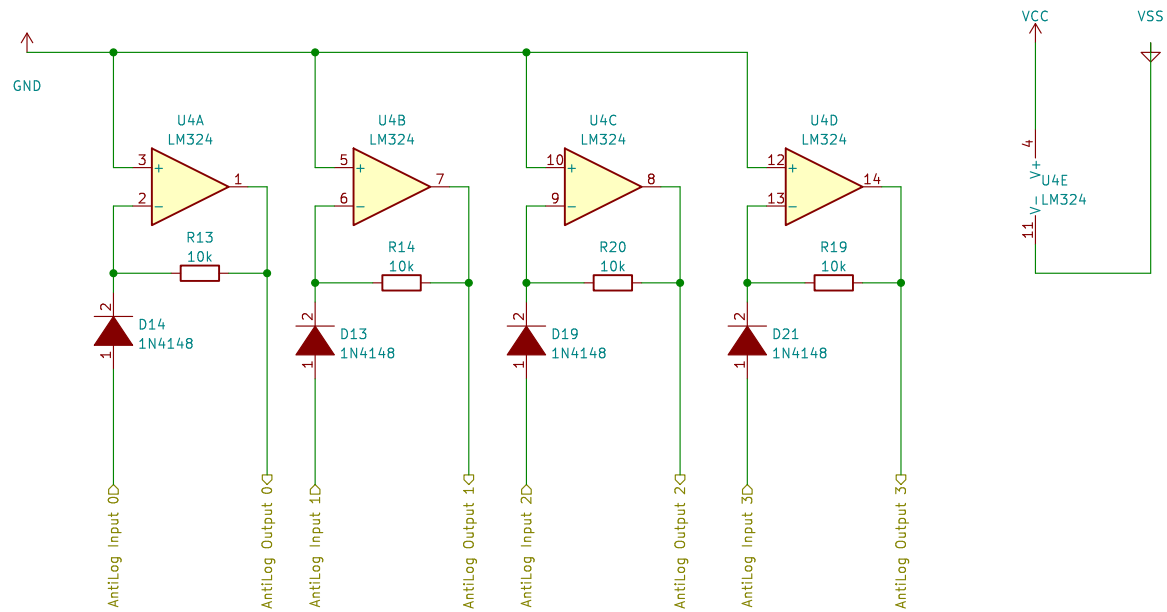 VCC
VSS
GND
U4A
LM324
3
+
2
−
1
R13
10k
2
D14
1N4148
1
AntiLog Input 0
AntiLog Output 0
U4B
LM324
5
+
6
−
7
R14
10k
2
D13
1N4148
1
AntiLog Input 1
AntiLog Output 1
U4C
LM324
10
+
9
−
8
R20
10k
2
D19
1N4148
1
AntiLog Input 2
AntiLog Output 2
U4D
LM324
12
+
13
−
14
R19
10k
2
D21
1N4148
1
AntiLog Input 3
AntiLog Output 3
4
V+
U4E
LM324
V−
11